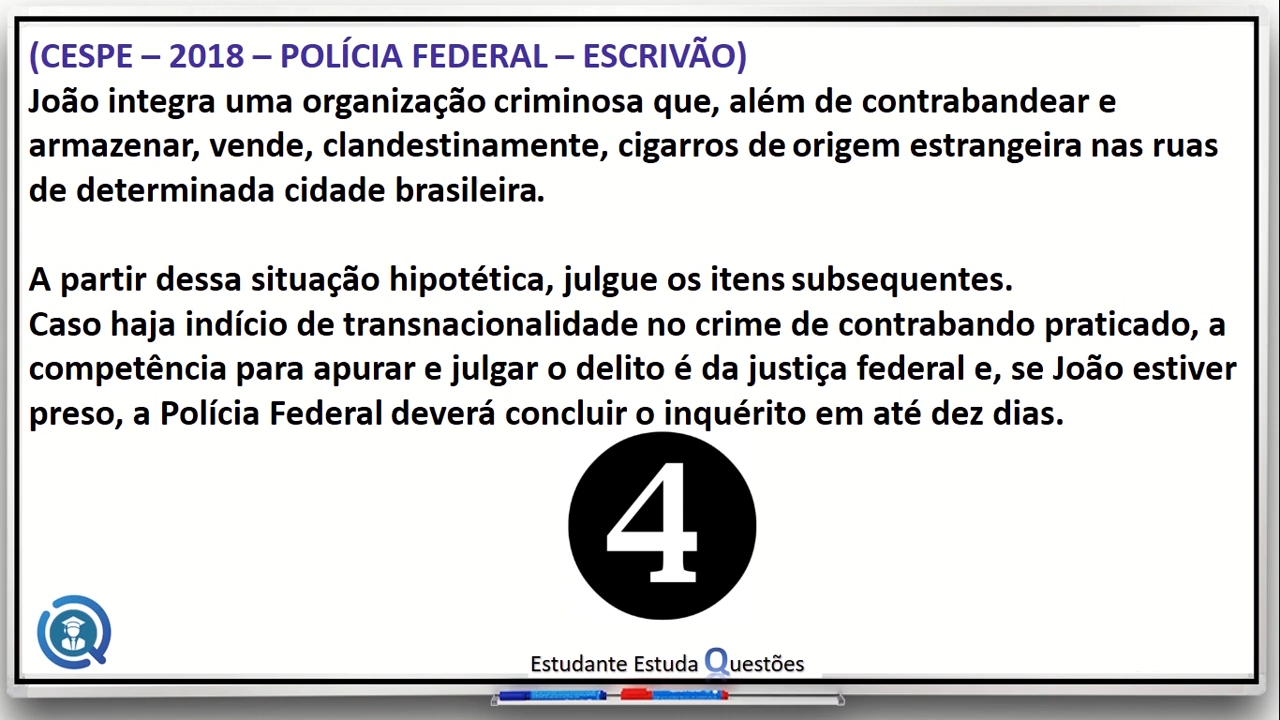 (CESPE – 2018 – POLÍCIA FEDERAL – ESCRIVÃO)
João integra uma organização criminosa que, além de contrabandear e
armazenar, vende, clandestinamente, cigarros de origem estrangeira nas ruas
de determinada cidade brasileira.
A partir dessa situação hipotética, julgue os itens subsequentes.
Caso haja indício de transnacionalidade no crime de contrabando praticado, a
competência para apurar e julgar o delito é da justiça federal e, se João estiver
preso, a Polícia Federal deverá concluir o inquérito em até dez dias.
4
Estudante Estuda Questões